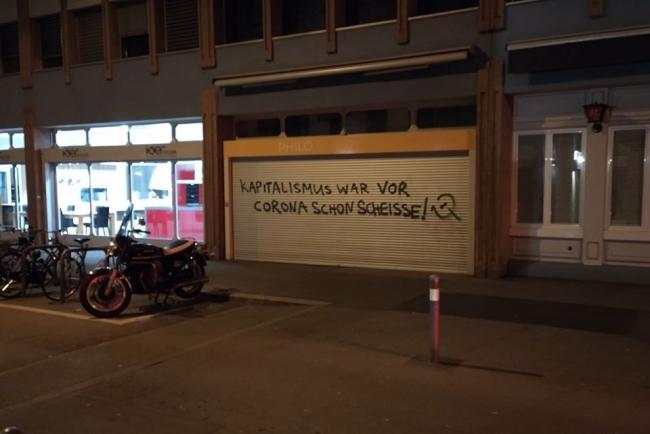 PHILO
KAPITALISMUS WAR VOR
CORONA SCHON SCHEISSE!